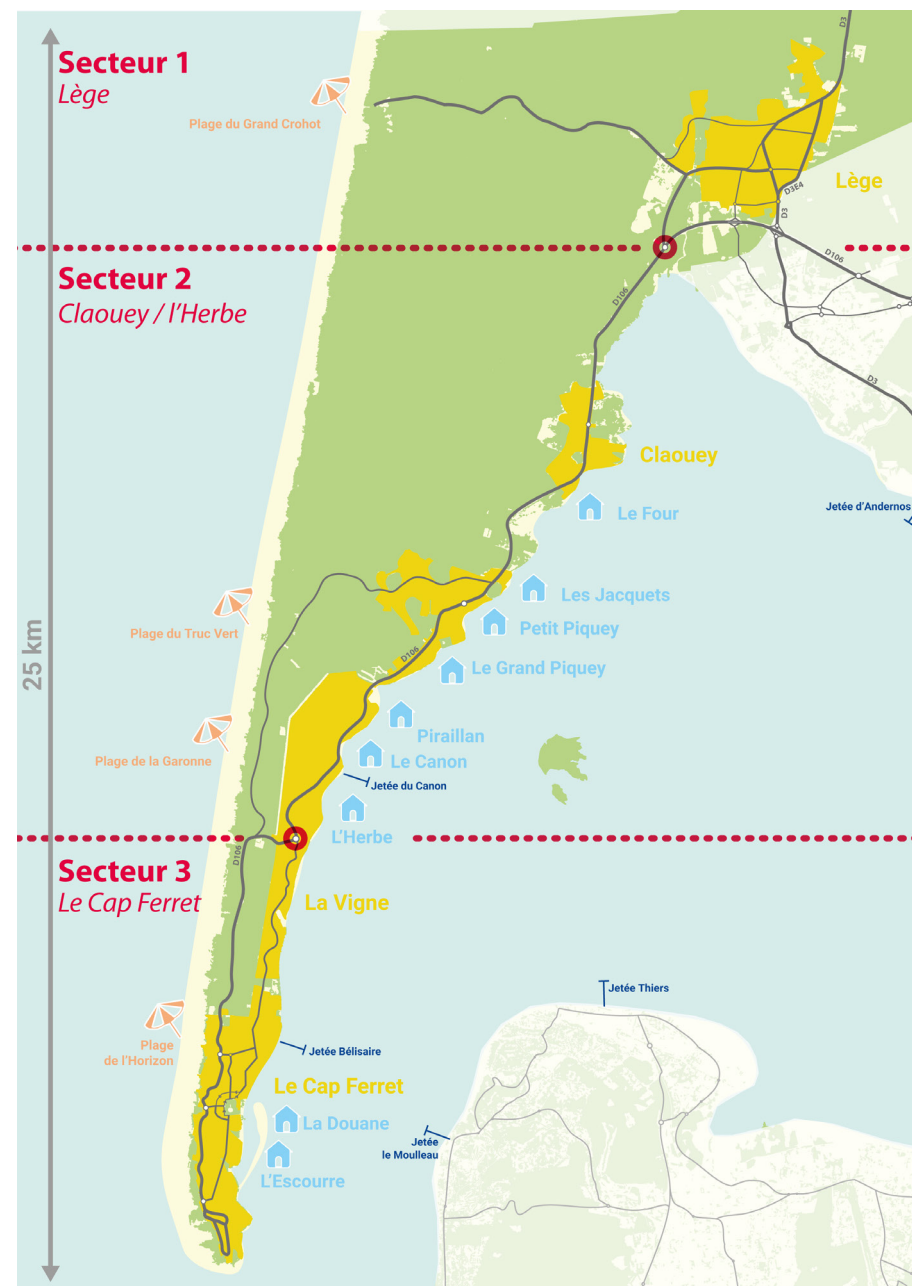 D3
Secteur 1
Lège
Plage du Grand Crohot
Lège
D3E4
D3
D106
Secteur 2
Claouey / l'Herbe
D106
D3
Claouey
Le Four
Jetée d'Andernos
Les Jacquets
Petit Piquey
Plage du Truc Vert
25 km
D106
Le Grand Piquey
Piraillan
Plage de la Garonne
Le Canon
Jetée du Canon
L'Herbe
D106
Secteur 3
Le Cap Ferret
La Vigne
Jetée Thiers
Plage
de l'Horizon
Jetée Bélisaire
Le Cap Ferret
La Douane
Jetée
le Moulleau
L'Escourre